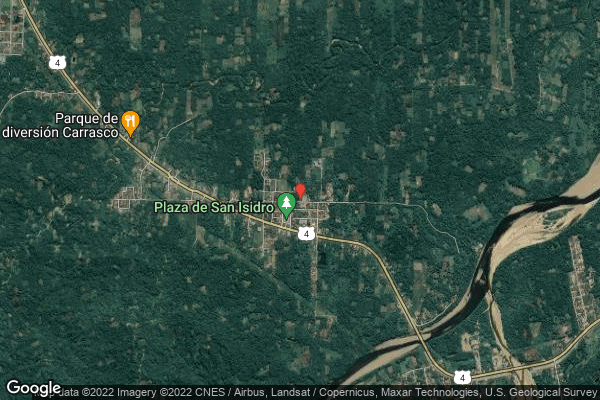 4
Parque de
diversión Carrasco
Plaza de San Isidro
4
4
Google
data ©2022 Imagery ©2022 CNES / Airbus, Landsat / Copernicus, Maxar Technologies, U.S. Geological Survey